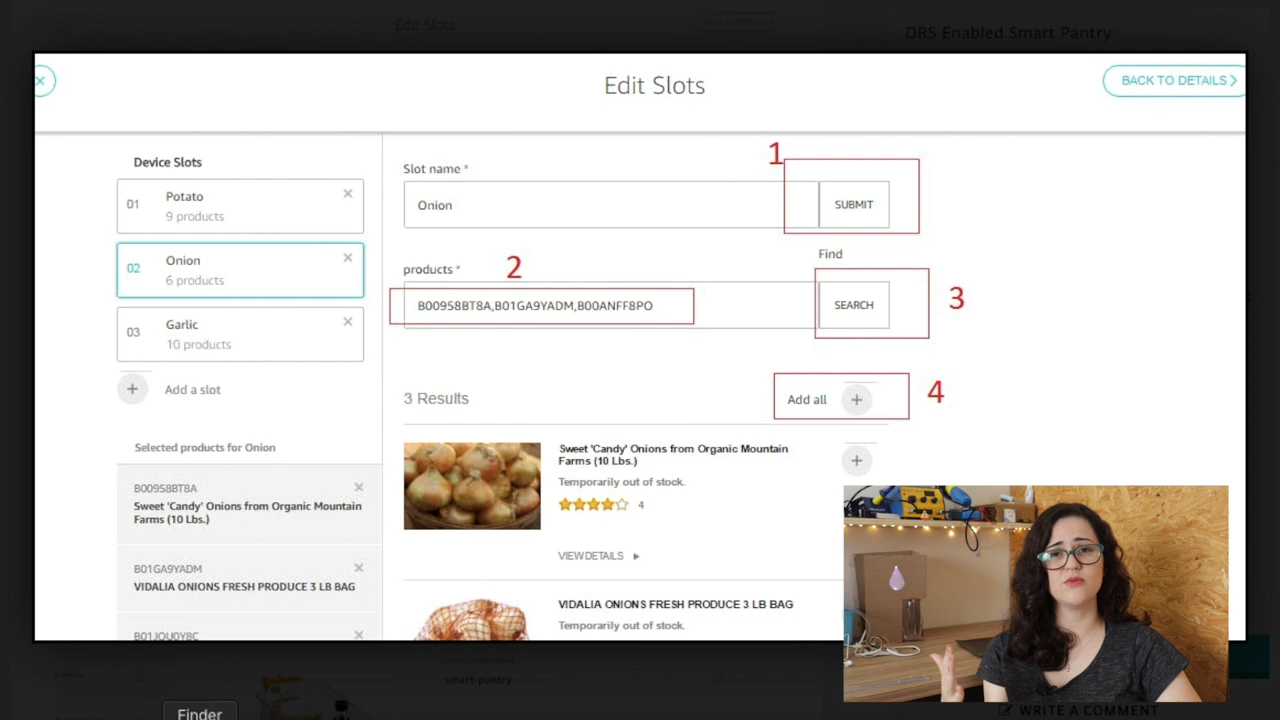 Edit Slots
DRS Enabled Smart Pantry
Edit Slots
BACK TO DETAILS
Device Slots
01
Potato
9 products
02
Onion
6 products
03
Garlic
10 products
Add a slot
Selected products for Onion
B00958BT8A
Sweet 'Candy' Onions from Organic Mountain
Farms (10 Lbs.)
B01GA9YADM
VIDALIA ONIONS FRESH PRODUCE 3 LB BAG
B01JOU0Y8C
Slot name *
1
Onion
SUBMIT
Find
products *
2
B00958BT8A,B01GA9YADM,B00ANFF8PO
SEARCH
3
3 Results
Add all
4
Sweet 'Candy' Onions from Organic Mountain
Farms (10 Lbs.)
Temporarily out of stock.
4
VIEW DETAILS
VIDALIA ONIONS FRESH PRODUCE 3 LB BAG
Temporarily out of stock.
smart-pantry
Finder
WRITE A COMMENT